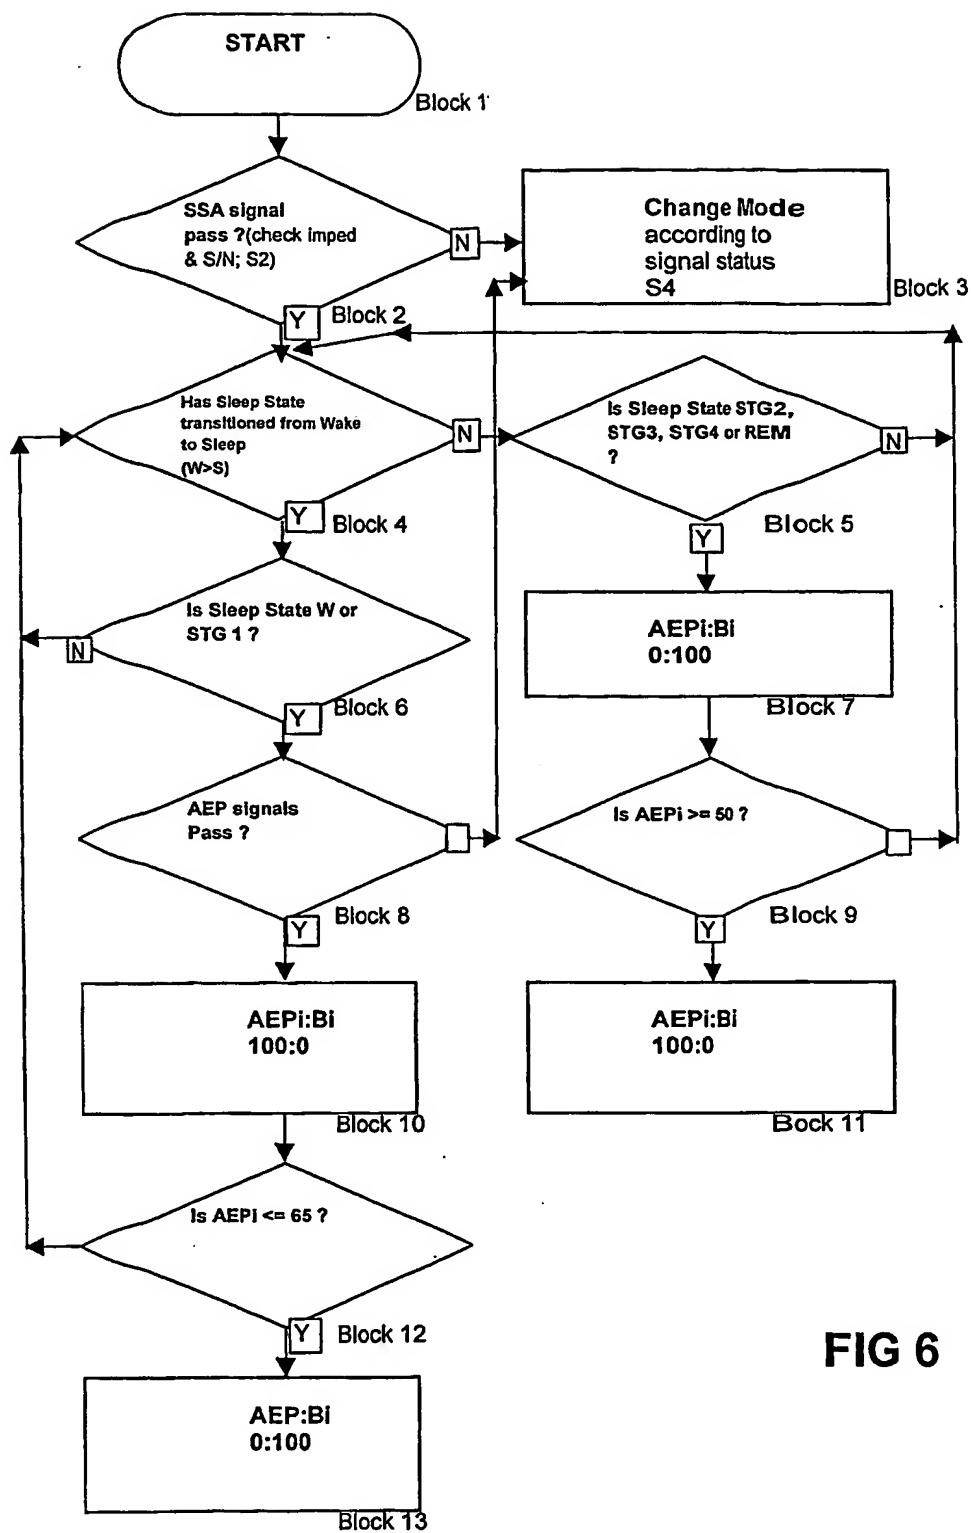 START
Block 1
SSA signal
pass ?(check imped
& S/N; S2)
N
Y
Block 2
Change Mode
according to
signal status
S4
Block 3
Has Sleep State
transitioned from Wake
to Sleep
(W>S)
N
Y
Block 4
Is Sleep State STG2,
STG3, STG4 or REM
?
N
Y
Block 5
Is Sleep State W or
STG 1 ?
N
Y
Block 6
AEPi:Bi
0:100
Block 7
AEP signals
Pass ?
Y
Block 8
Is AEPi >= 50 ?
Y
Block 9
AEPi:Bi
100:0
Block 10
AEPi:Bi
100:0
Bock 11
Is AEPi <= 65 ?
Y
Block 12
AEP:Bi
0:100
Block 13
FIG 6